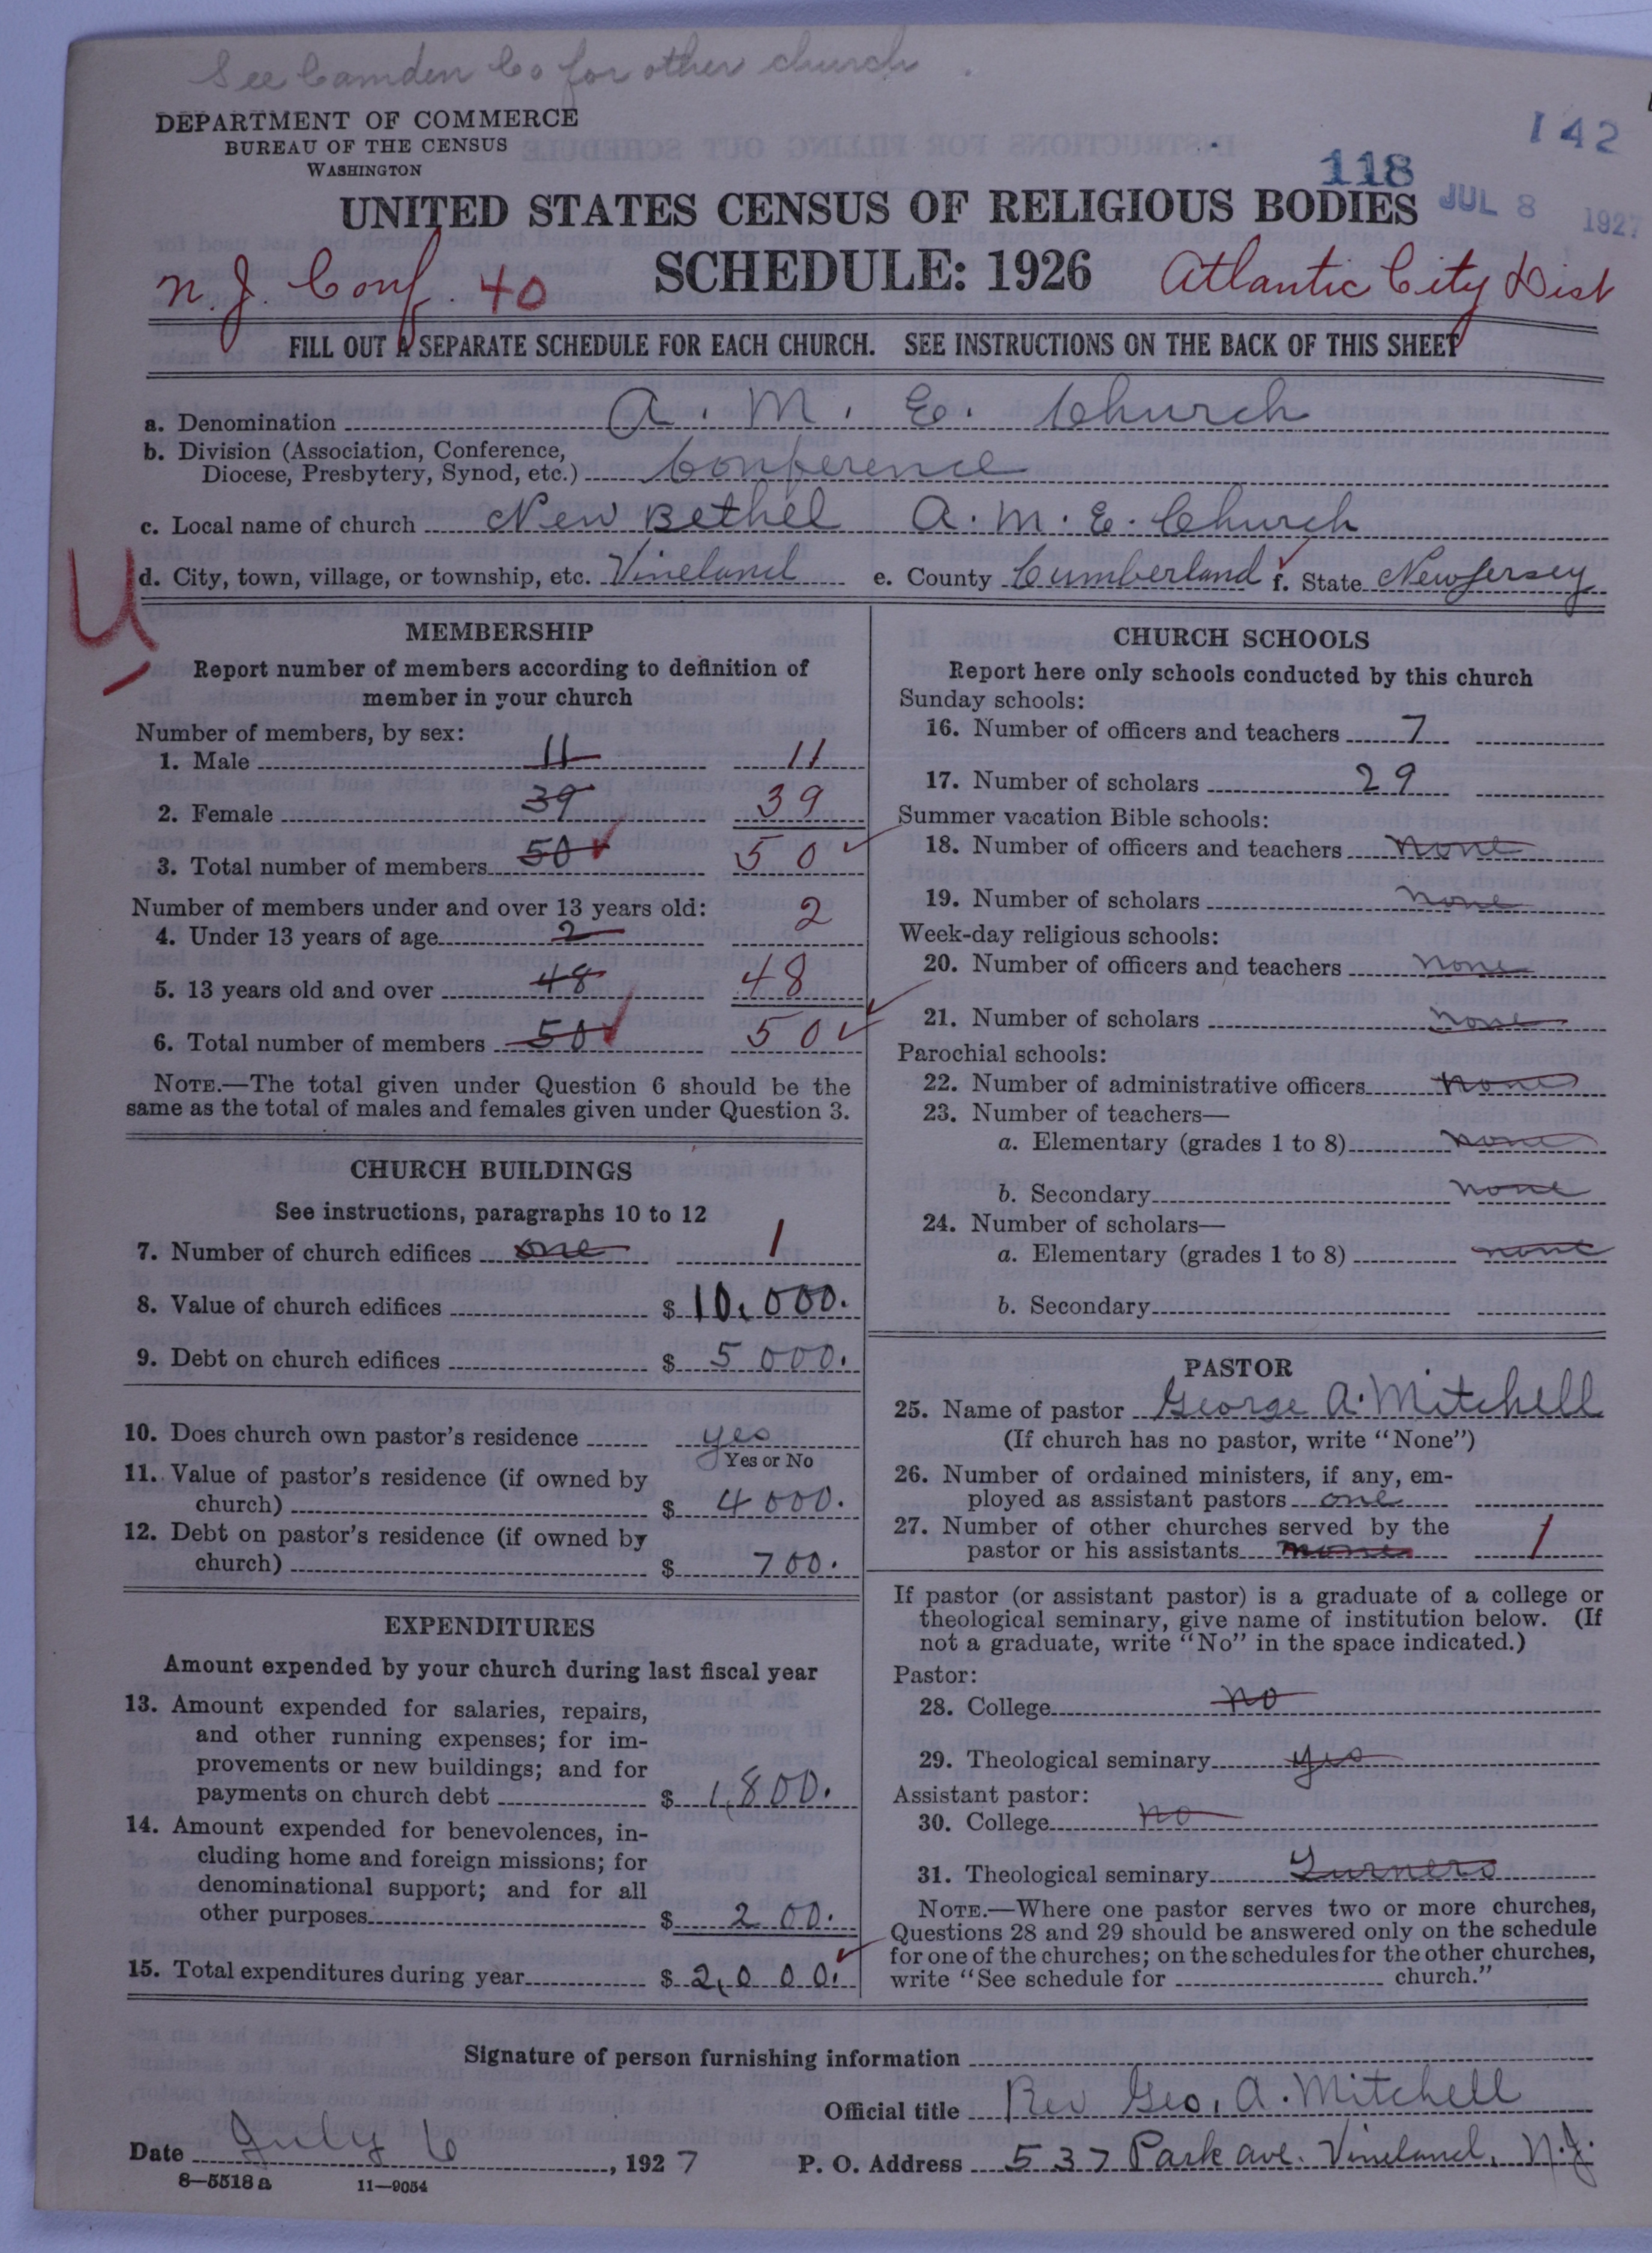 See Camden Co for other church
DEPARTMENT OF COMMERCE
BUREAU OF THE CENSUS
WASHINGTON
142
118
JUL 8 1927
UNITED STATES CENSUS OF RELIGIOUS BODIES
SCHEDULE: 1926
N. J. Conf. 40
Atlantic City Dist
FILL OUT A SEPARATE SCHEDULE FOR EACH CHURCH. SEE INSTRUCTIONS ON THE BACK OF THIS SHEET
a. Denomination A. M. E. Church
b. Division (Association, Conference,
Diocese, Presbytery, Synod, etc.) Conference
c. Local name of church New Bethel A. M. E. Church
d. City, town, village, or township, etc. Vineland e. County Cumberland f. State New Jersey
U
MEMBERSHIP
Report number of members according to definition of
member in your church
Number of members, by sex:
1. Male 11 11
2. Female 39 39
3. Total number of members 50 50
Number of members under and over 13 years old:
4. Under 13 years of age 2 2
5. 13 years old and over 48 48
6. Total number of members 50 50
NOTE.—The total given under Question 6 should be the
same as the total of males and females given under Question 3.
CHURCH BUILDINGS
See instructions, paragraphs 10 to 12
7. Number of church edifices one 1
8. Value of church edifices $ 10,000.
9. Debt on church edifices $ 5000.
10. Does church own pastor's residence yes
Yes or No
11. Value of pastor's residence (if owned by
church) $ 4000.
12. Debt on pastor's residence (if owned by
church) $ 700.
EXPENDITURES
Amount expended by your church during last fiscal year
13. Amount expended for salaries, repairs,
and other running expenses; for im-
provements or new buildings; and for
payments on church debt $ 1,800.
14. Amount expended for benevolences, in-
cluding home and foreign missions; for
denominational support; and for all
other purposes $ 200.
15. Total expenditures during year $ 2,000.
CHURCH SCHOOLS
Report here only schools conducted by this church
Sunday schools:
16. Number of officers and teachers 7
17. Number of scholars 29
Summer vacation Bible schools:
18. Number of officers and teachers none
19. Number of scholars none
Week-day religious schools:
20. Number of officers and teachers none
21. Number of scholars none
Parochial schools:
22. Number of administrative officers none
23. Number of teachers—
a. Elementary (grades 1 to 8) none
b. Secondary none
24. Number of scholars—
a. Elementary (grades 1 to 8) none
b. Secondary
PASTOR
25. Name of pastor George A. Mitchell
(If church has no pastor, write "None")
26. Number of ordained ministers, if any, em-
ployed as assistant pastors one
27. Number of other churches served by the
pastor or his assistants none 1
If pastor (or assistant pastor) is a graduate of a college or
theological seminary, give name of institution below. (If
not a graduate, write "No" in the space indicated.)
Pastor:
28. College no
29. Theological seminary yes
Assistant pastor:
30. College no
31. Theological seminary Turners
NOTE.—Where one pastor serves two or more churches,
Questions 28 and 29 should be answered only on the schedule
for one of the churches; on the schedules for the other churches,
write "See schedule for church."
Signature of person furnishing information
Official title Rev Geo. A. Mitchell
Date July 6, 1927 P. O. Address 537 Park ave. Vineland, N.J.
8—5518 a 11—9054